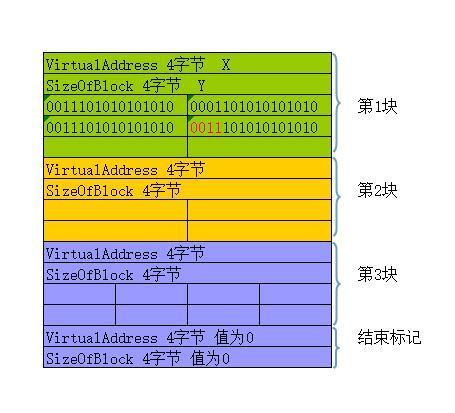 VirtualAddress 4字节  X
SizeOfBlock 4字节  Y
0011101010101010 0001101010101010
第1块
0011101010101010 0011101010101010
VirtualAddress 4字节
SizeOfBlock 4字节
第2块
VirtualAddress 4字节
SizeOfBlock 4字节
第3块
VirtualAddress 4字节 值为0
结束标记
SizeOfBlock 4字节 值为0